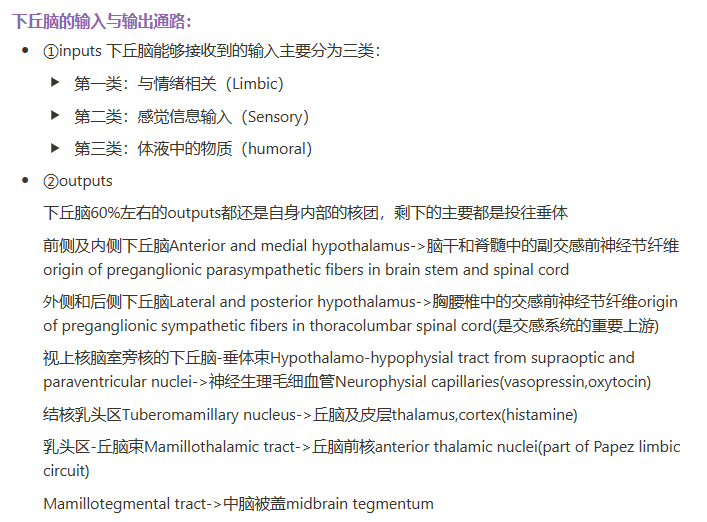 下丘脑的输入与输出通路：
①inputs 下丘脑能够接收到的输入主要分为三类：
第一类：与情绪相关（Limbic）
第二类：感觉信息输入（Sensory）
第三类：体液中的物质（humoral）
②outputs
下丘脑60%左右的outputs都还是自身内部的核团，剩下的主要都是投往垂体
前侧及内侧下丘脑Anterior and medial hypothalamus->脑干和脊髓中的副交感前神经节纤维
origin of preganglionic parasympathetic fibers in brain stem and spinal cord
外侧和后侧下丘脑Lateral and posterior hypothalamus->胸腰椎中的交感前神经节纤维origin
of preganglionic sympathetic fibers in thoracolumbar spinal cord(是交感系统的重要上游)
视上核脑室旁核的下丘脑-垂体束Hypothalamo-hypophysial tract from supraoptic and
paraventricular nuclei->神经生理毛细血管Neurophysial capillaries(vasopressin,oxytocin)
结核乳头区Tuberomamillary nucleus->丘脑及皮层thalamus,cortex(histamine)
乳头区-丘脑束Mamillothalamic tract->丘脑前核anterior thalamic nuclei(part of Papez limbic
circuit)
Mamillotegmental tract->中脑被盖midbrain tegmentum